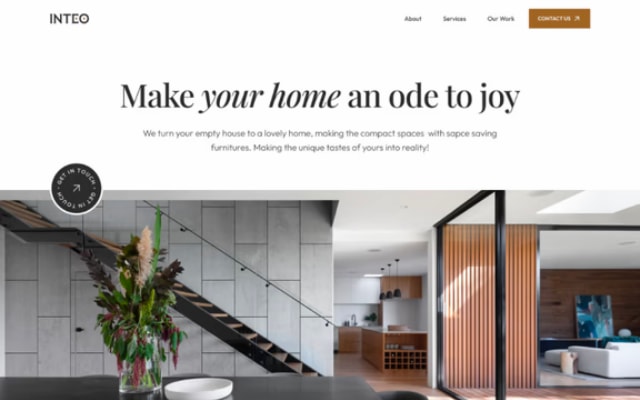 INTEO
About Services Our Work CONTACT US
Make your home an ode to joy
We turn your empty house to a lovely home, making the compact spaces with sapce saving
furnitures. Making the unique tastes of yours into reality!
GET IN TOUCH • GET IN TOUCH •